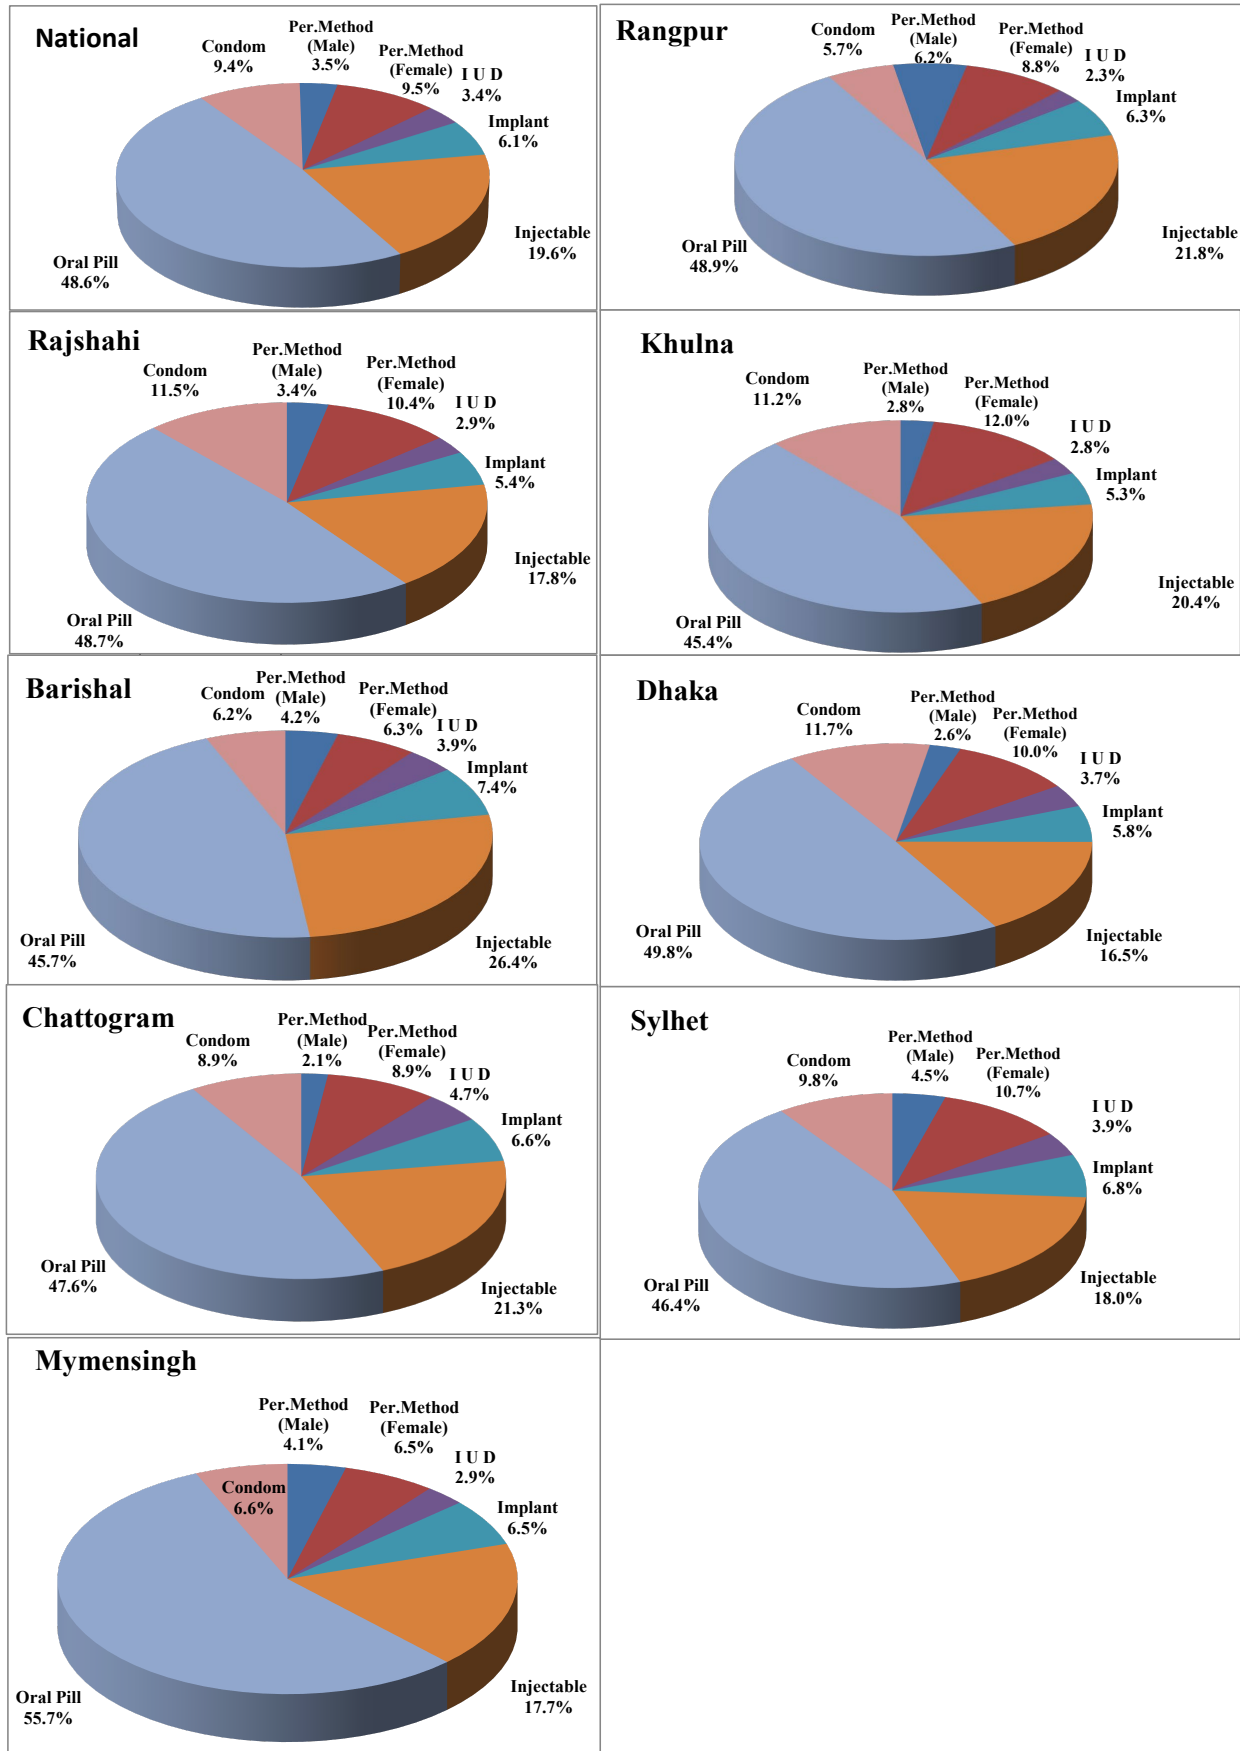 National
Condom
9.4%
Per.Method
(Male)
3.5%
Per.Method
(Female)
9.5%
I U D
3.4%
Implant
6.1%
Injectable
19.6%
Oral Pill
48.6%
Rangpur
Condom
5.7%
Per.Method
(Male)
6.2%
Per.Method
(Female)
8.8%
I U D
2.3%
Implant
6.3%
Injectable
21.8%
Oral Pill
48.9%
Rajshahi
Condom
11.5%
Per.Method
(Male)
3.4%
Per.Method
(Female)
10.4%
I U D
2.9%
Implant
5.4%
Injectable
17.8%
Oral Pill
48.7%
Khulna
Condom
11.2%
Per.Method
(Male)
2.8%
Per.Method
(Female)
12.0%
I U D
2.8%
Implant
5.3%
Injectable
20.4%
Oral Pill
45.4%
Barishal
Condom
6.2%
Per.Method
(Male)
4.2%
Per.Method
(Female)
6.3%
I U D
3.9%
Implant
7.4%
Injectable
26.4%
Oral Pill
45.7%
Dhaka
Condom
11.7%
Per.Method
(Male)
2.6%
Per.Method
(Female)
10.0%
I U D
3.7%
Implant
5.8%
Injectable
16.5%
Oral Pill
49.8%
Chattogram
Condom
8.9%
Per.Method
(Male)
2.1%
Per.Method
(Female)
8.9%
I U D
4.7%
Implant
6.6%
Injectable
21.3%
Oral Pill
47.6%
Sylhet
Condom
9.8%
Per.Method
(Male)
4.5%
Per.Method
(Female)
10.7%
I U D
3.9%
Implant
6.8%
Injectable
18.0%
Oral Pill
46.4%
Mymensingh
Condom
6.6%
Per.Method
(Male)
4.1%
Per.Method
(Female)
6.5%
I U D
2.9%
Implant
6.5%
Injectable
17.7%
Oral Pill
55.7%